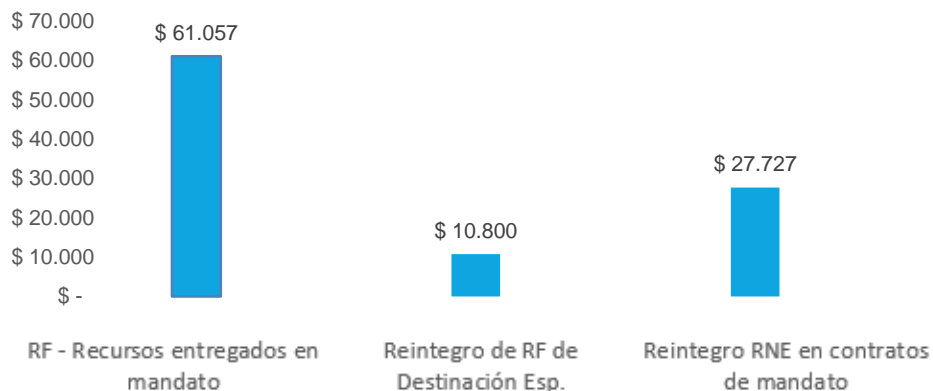 $ 70.000
$ 60.000
$ 50.000
$ 40.000
$ 30.000
$ 20.000
$ 10.000
$ -
$ 61.057
$ 10.800
$ 27.727
RF - Recursos entregados en
mandato
Reintegro de RF de
Destinación Esp.
Reintegro RNE en contratos
de mandato